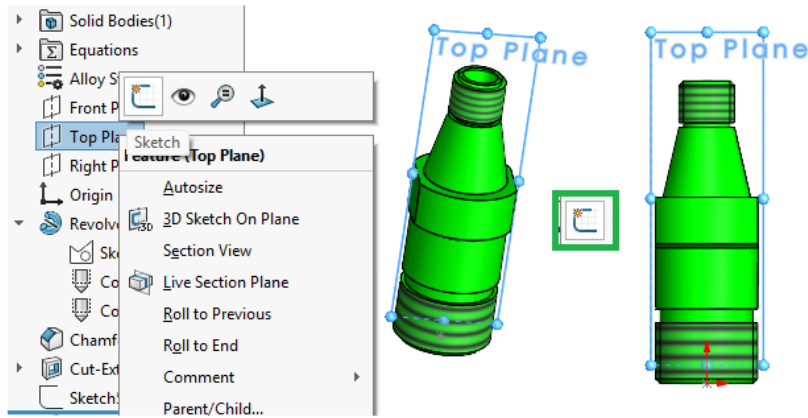 Solid Bodies(1)
Equations
Alloy S
Front P
Top Pla
Sketch
Right P
Origin
Revolve
Sk
Co
Co
Chamf
Cut-Ext
Sketch
Feature (Top Plane)
Autosize
3D Sketch On Plane
Section View
Live Section Plane
Roll to Previous
Roll to End
Comment
Parent/Child...
Top Plane
Top Plane